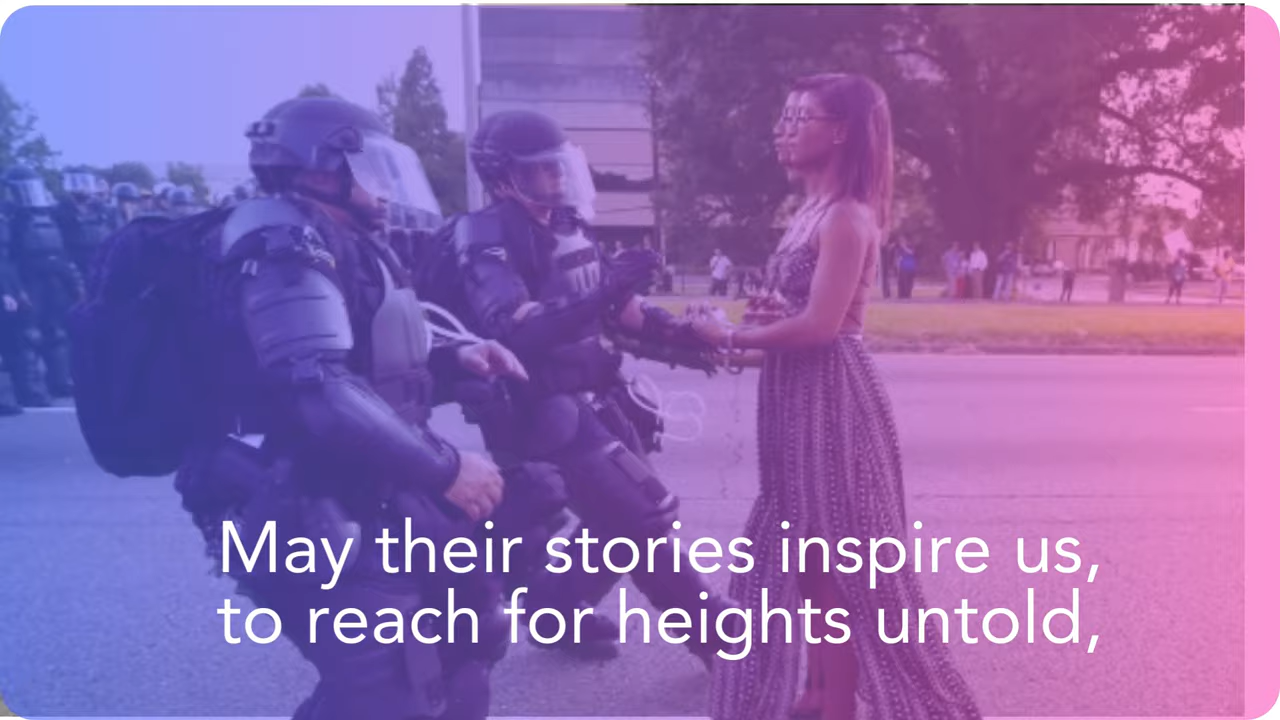 May their stories inspire us,
to reach for heights untold,